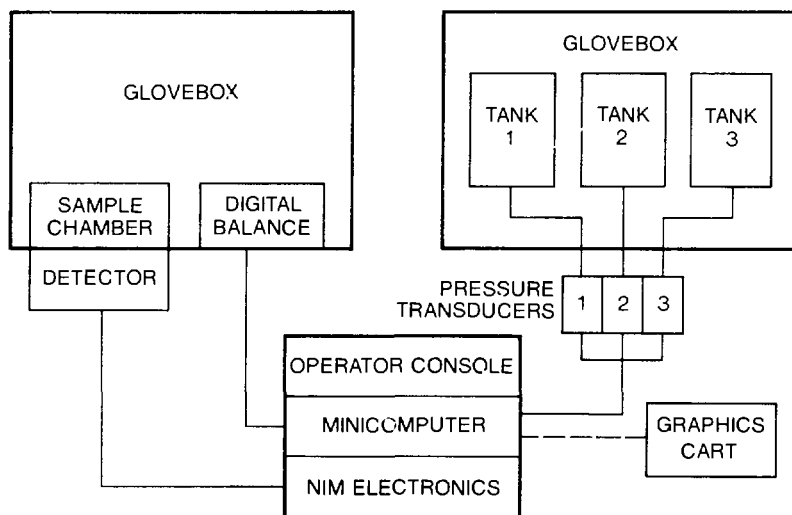 GLOVEBOX
SAMPLE
CHAMBER
DIGITAL
BALANCE
DETECTOR
GLOVEBOX
TANK
1
TANK
2
TANK
3
PRESSURE
TRANSDUCERS
1 2 3
OPERATOR CONSOLE
MINICOMPUTER
NIM ELECTRONICS
GRAPHICS
CART